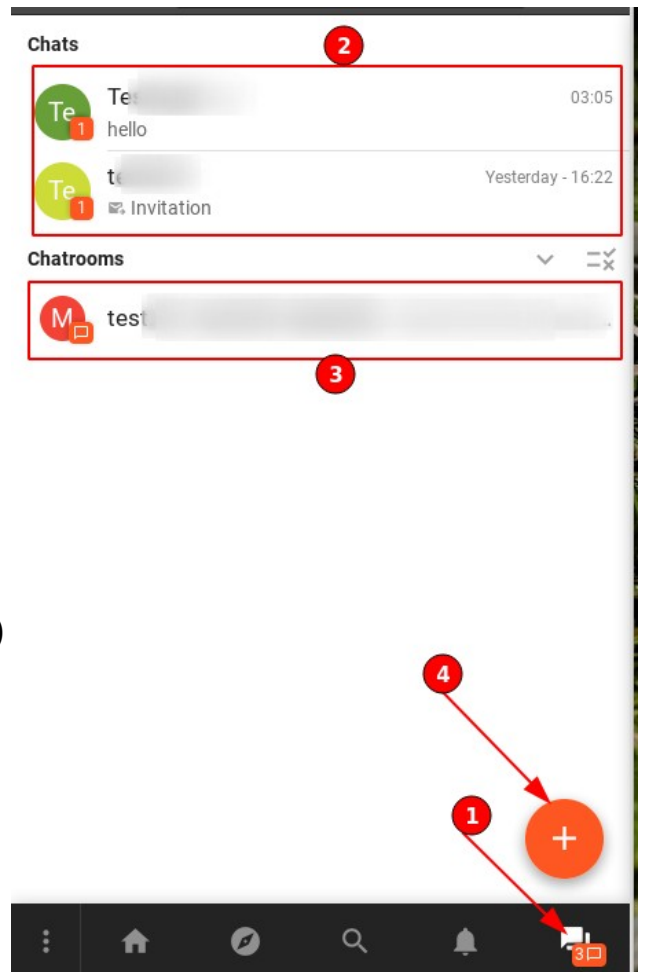 Chats
2
Te
1
03:05
hello
Te
1
Yesterday - 16:22
Invitation
Chatrooms
M
test
3
)
4
1
+
3